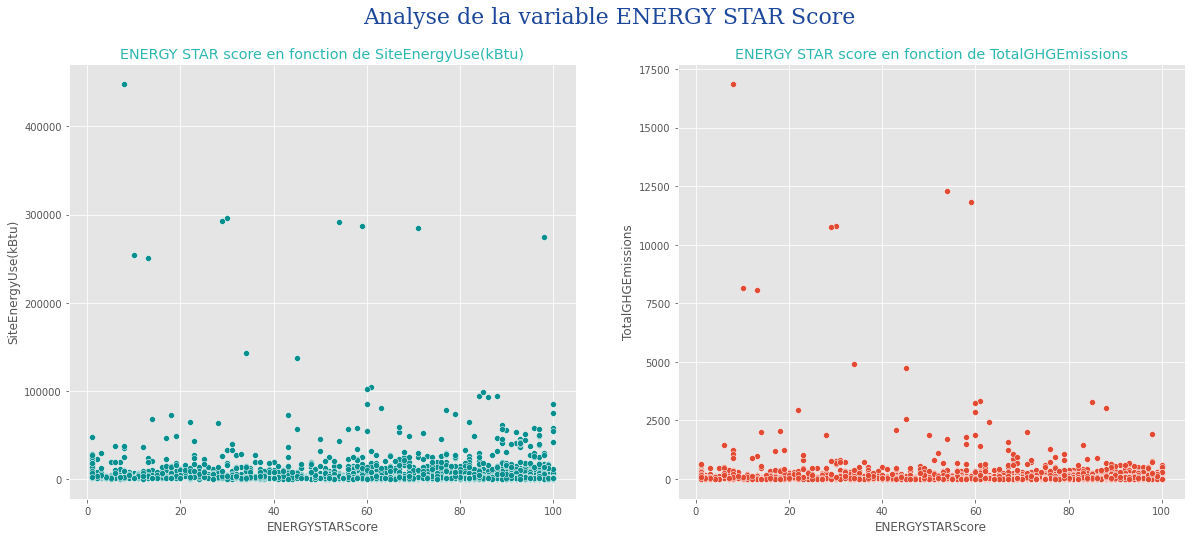 Analyse de la variable ENERGY STAR Score
ENERGY STAR score en fonction de SiteEnergyUse(kBtu)
SiteEnergyUse(kBtu)
400000
300000
200000
100000
0
0 20 40 60 80 100
ENERGYSTARScore
ENERGY STAR score en fonction de TotalGHGEmissions
TotalGHGEmissions
17500
15000
12500
10000
7500
5000
2500
0
0 20 40 60 80 100
ENERGYSTARScore